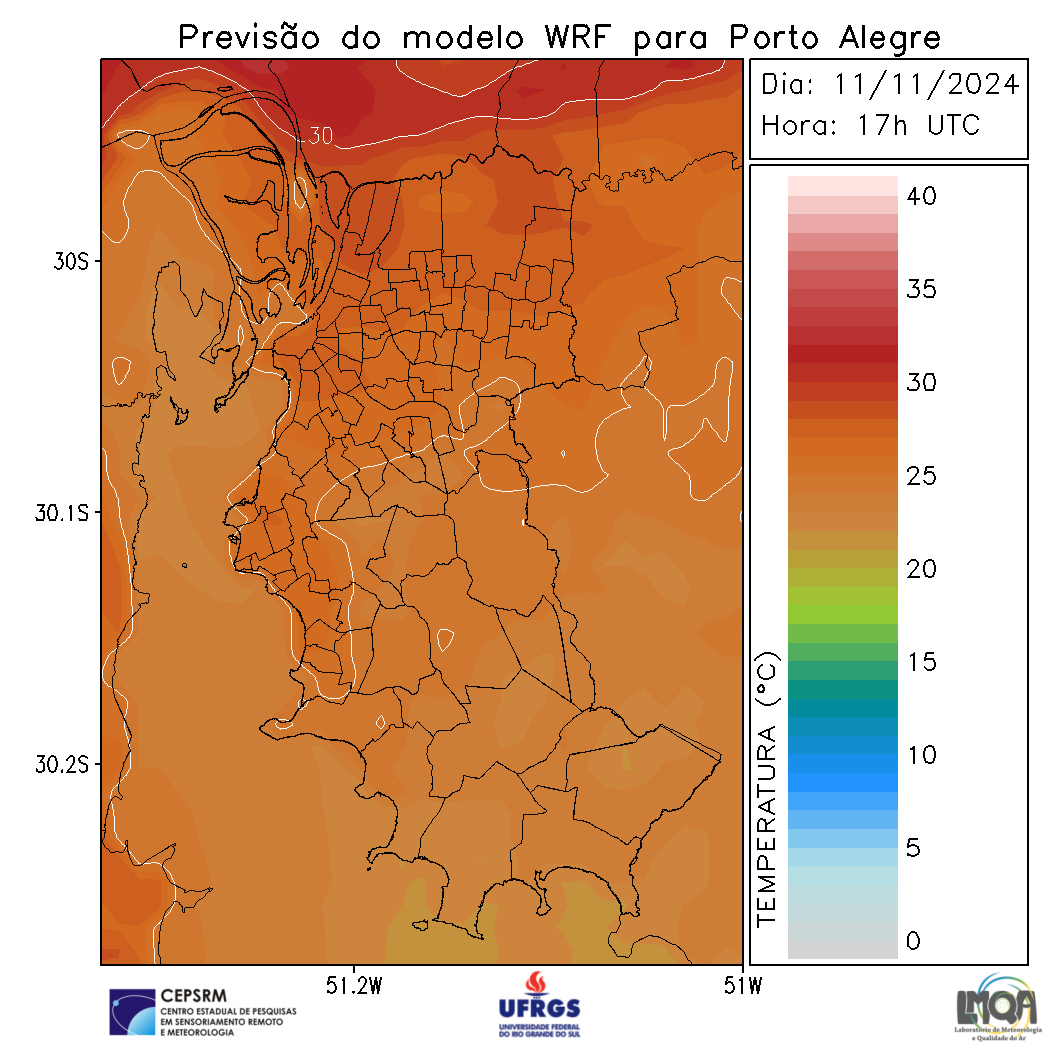 Previsão do modelo WRF para Porto Alegre
Dia: 11/11/2024
Hora: 17h UTC
30
30S
30.1S
30.2S
51.2W
51W
TEMPERATURA (°C)
40
35
30
25
20
15
10
5
0
CEPSRM
CENTRO ESTADUAL DE PESQUISAS
EM SENSORIAMENTO REMOTO
E METEOROLOGIA
UFRGS
UNIVERSIDADE FEDERAL
DO RIO GRANDE DO SUL
LMQA
Laboratório de Meteorologia
e Qualidade do Ar